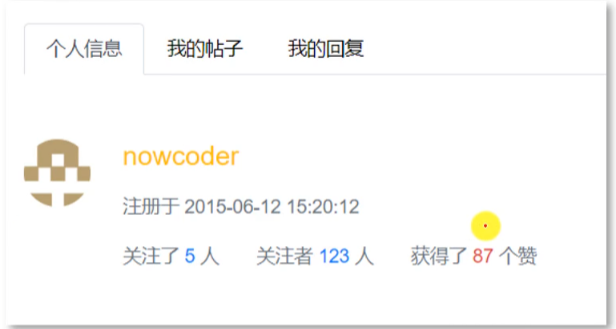 个人信息 我的帖子 我的回复
nowcoder
注册于 2015-06-12 15:20:12
关注了 5 人 关注者 123 人 获得了 87 个赞